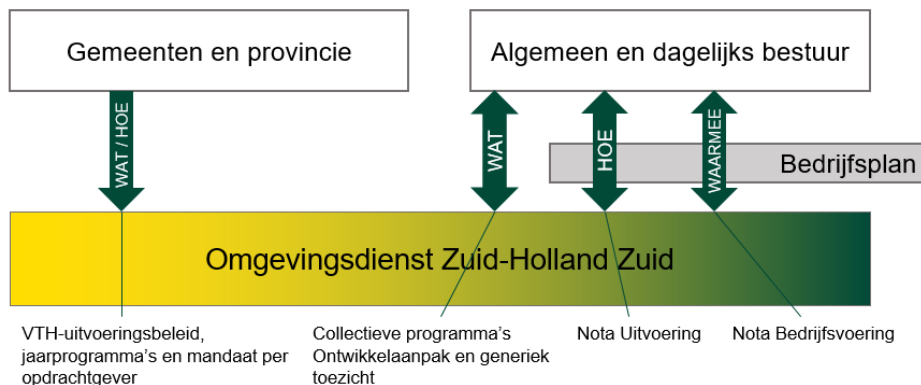 Gemeenten en provincie
Algemeen en dagelijks bestuur
WAT / HOE
WAT
HOE
WAARMEE
Bedrijfsplan
Omgevingsdienst Zuid-Holland Zuid
VTH-uitvoeringsbeleid,
jaarprogramma's en mandaat per
opdrachtgever
Collectieve programma's
Ontwikkelaanpak en generiek
toezicht
Nota Uitvoering
Nota Bedrijfsvoering